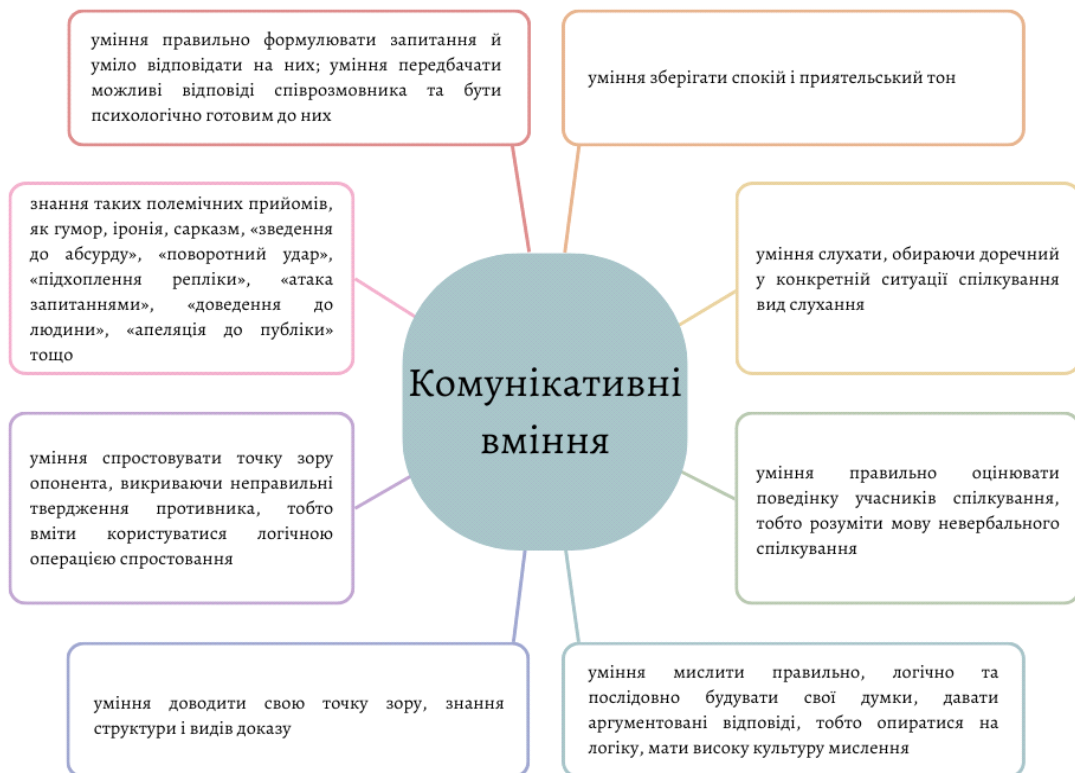 уміння правильно формулювати запитання й
уміло відповідати на них; уміння передбачати
можливі відповіді співрозмовника та бути
психологічно готовим до них
уміння зберігати спокій і приятельський тон
знання таких полемічних прийомів,
як гумор, іронія, сарказм, «зведення
до абсурду», «поворотний удар»,
«підхоплення репліки», «атака
запитаннями», «доведення до
людини», «апеляція до публіки»
тощо
уміння слухати, обираючи доречний
у конкретній ситуації спілкування
вид слухання
Комунікативні
вміння
уміння спростовувати точку зору
опонента, викриваючи неправильні
твердження противника, тобто
вміти користуватися логічною
операцією спростовання
уміння правильно оцінювати
поведінку учасників спілкування,
тобто розуміти мову невербального
спілкування
уміння доводити свою точку зору, знання
структури і видів доказу
уміння мислити правильно, логічно та
послідовно будувати свої думки, давати
аргументовані відповіді, тобто опиратися на
логіку, мати високу культуру мислення